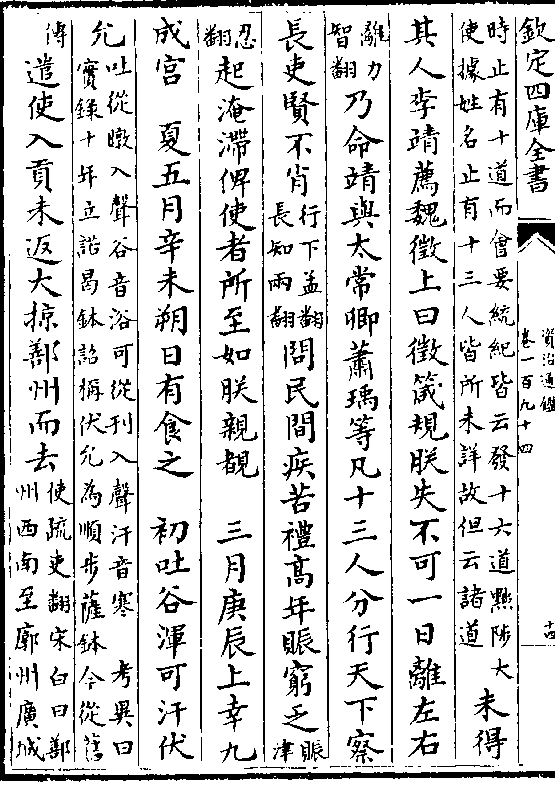 欽定四庫全書
資治通鑑
卷一百九十四
十四
時止有十道而會要統紀皆云發十六道黜陟大
使據姓名止有十三人皆所未詳故但云諸道
未得
其人李靖薦魏徵上曰徵箴規朕失不可一日離左右
離力
智翻
乃命靖與太常卿蕭瑀等凡十三人分行天下察
長吏賢不肖
行下孟翻
長知兩翻
問民間疾苦禮髙年賑窮乏
賑
津
忍
翻
起淹滯俾使者所至如朕親覩 三月庚辰上幸九
成宮 夏五月辛未朔日有食之 初吐谷渾可汗伏
允
吐從暾入聲谷音浴可從刊入聲汗音寒 考異曰
實錄十年立諾曷鉢詔稱伏允為順步薩鉢今從舊
傳
遣使入貢未返大掠鄯州而去
使疏吏翻宋白曰鄯
州西南至廓州廣城